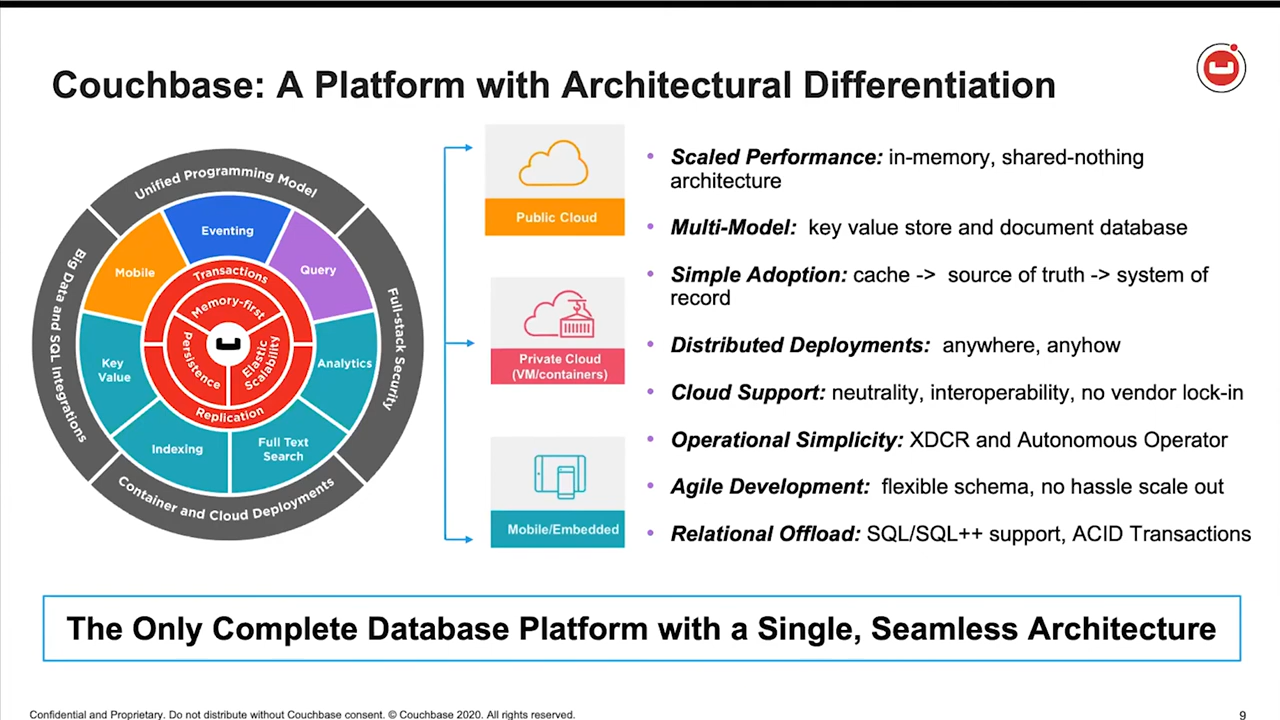 Couchbase: A Platform with Architectural Differentiation
Unified Programming Model
Big Data and SQL Integrations
Full-stack Security
Container and Cloud Deployments
Eventing
Mobile
Query
Key
Value
Analytics
Indexing
Full Text
Search
Transactions
Replication
Memory-first
Persistence
Elastic
Scalability
Public Cloud
Private Cloud
(VM/containers)
Mobile/Embedded
• Scaled Performance: in-memory, shared-nothing
architecture
• Multi-Model: key value store and document database
• Simple Adoption: cache -> source of truth -> system of
record
• Distributed Deployments: anywhere, anyhow
• Cloud Support: neutrality, interoperability, no vendor lock-in
• Operational Simplicity: XDCR and Autonomous Operator
• Agile Development: flexible schema, no hassle scale out
• Relational Offload: SQL/SQL++ support, ACID Transactions
The Only Complete Database Platform with a Single, Seamless Architecture
Confidential and Proprietary. Do not distribute without Couchbase consent. © Couchbase 2020. All rights reserved.
9